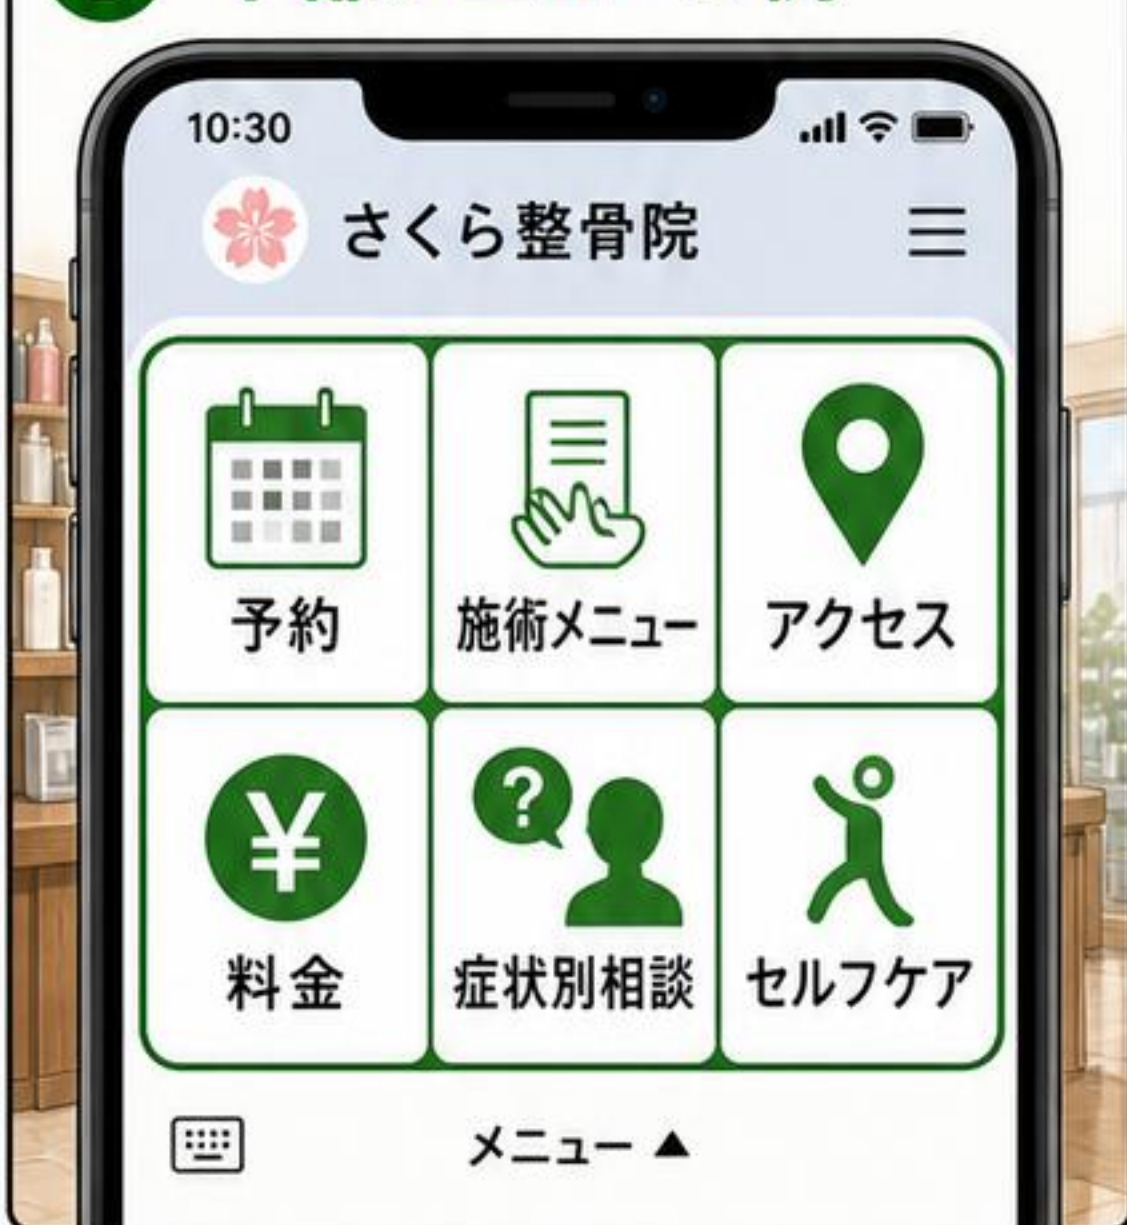 10:30
さくら整骨院
予約
施術メニュー
アクセス
¥
料金
?
症状別相談
セルフケア
メニュー ▲